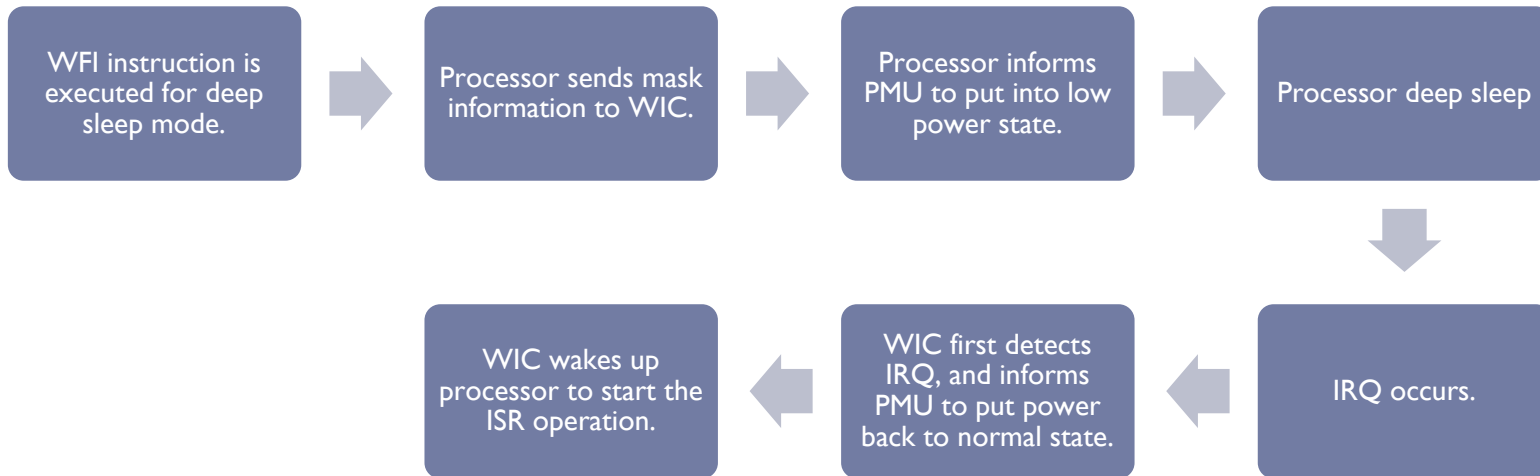 WFI instruction is
executed for deep
sleep mode.
Processor sends mask
information to WIC.
Processor informs
PMU to put into low
power state.
Processor deep sleep
IRQ occurs.
WIC first detects
IRQ, and informs
PMU to put power
back to normal state.
WIC wakes up
processor to start the
ISR operation.